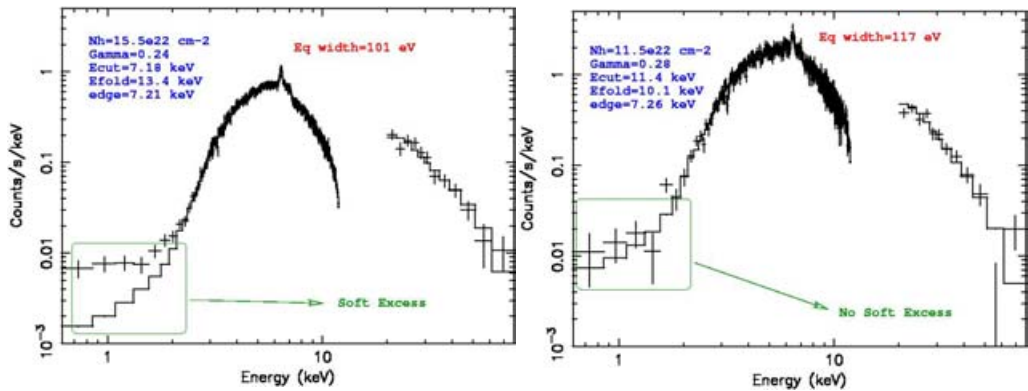 Nh=15.5e22 cm-2
Gamma=0.24
Ecut=7.18 keV
Efold=13.4 keV
edge=7.21 keV
Eq width=101 eV
Counts/s/keV
1
0.1
0.01
10⁻³
Soft Excess
1
10
Energy (keV)
Nh=11.5e22 cm-2
Gamma=0.28
Ecut=11.4 keV
Efold=10.1 keV
edge=7.26 keV
Eq width=117 eV
Counts/s/keV
1
0.1
0.01
10⁻³
No Soft Excess
1
10
Energy (keV)